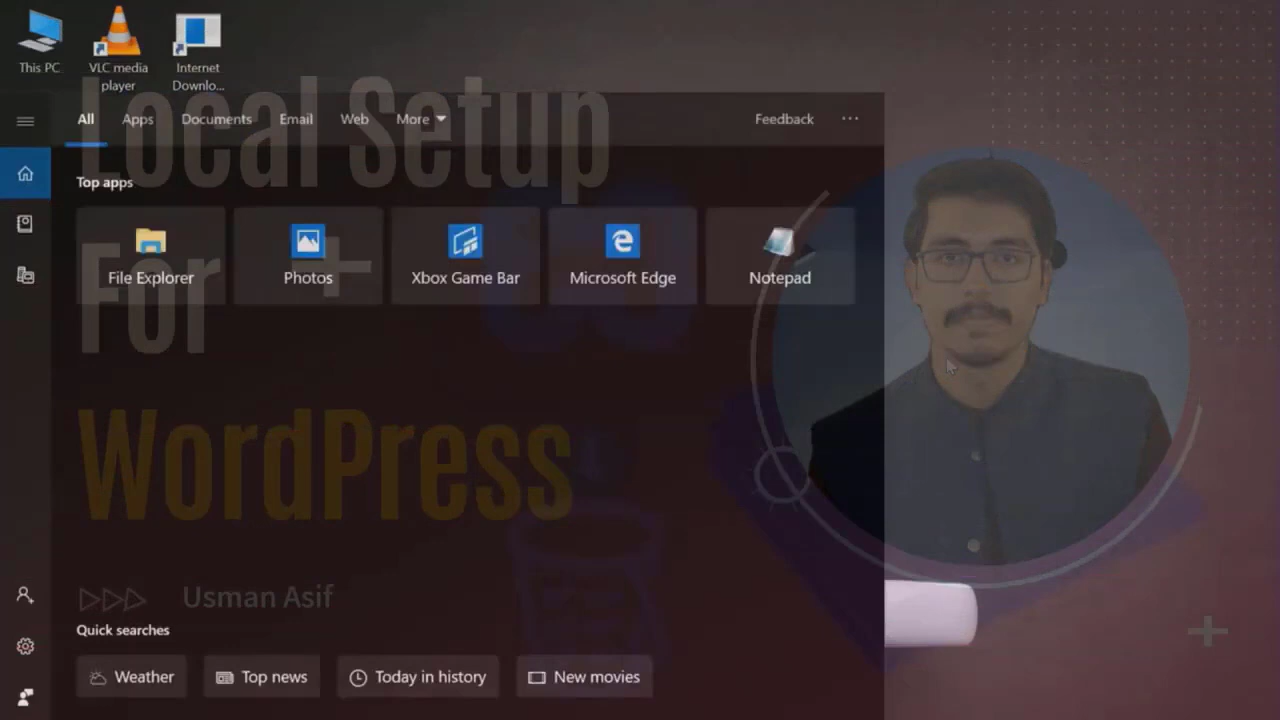 This PC
VLC media
player
Internet
Downlo...
All Apps Documents Email Web More Feedback
Local Setup
Top apps
File Explorer Photos Xbox Game Bar Microsoft Edge Notepad
For
WordPress
Usman Asif
Quick searches
Weather Top news Today in history New movies